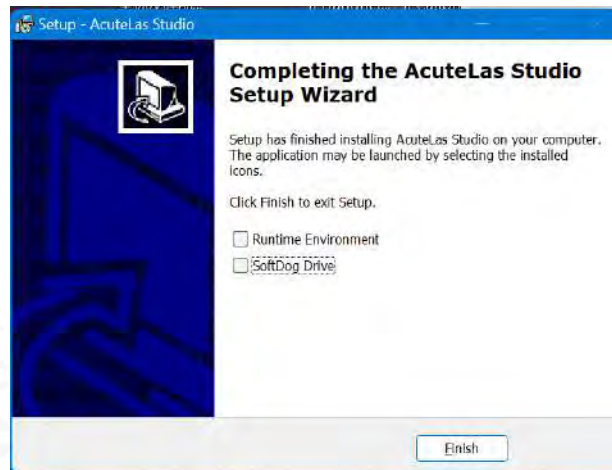 Setup - AcuteLas Studio
Completing the AcuteLas Studio
Setup Wizard
Setup has finished installing AcuteLas Studio on your computer.
The application may be launched by selecting the installed
icons.
Click Finish to exit Setup.
Runtime Environment
SoftDog Drive
Finish